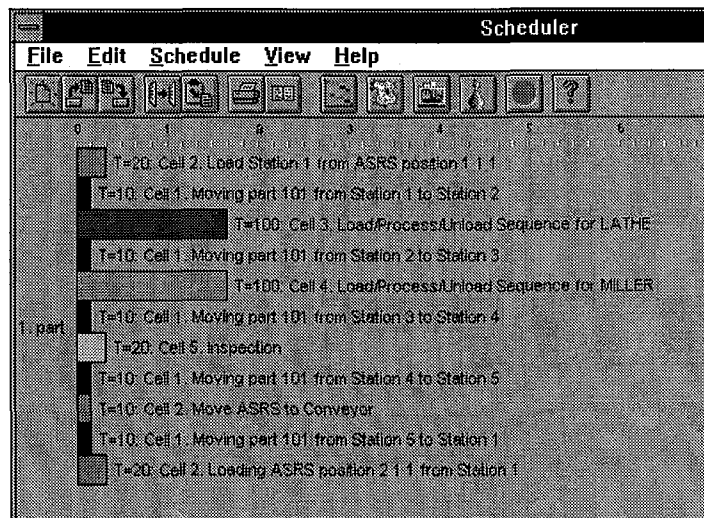 Scheduler
File Edit Schedule View Help
0 1 2 3 4 5 6
T=20: Cell 2. Load Station 1 from ASRS position 1 1 1
T=10: Cell 1. Moving part 101 from Station 1 to Station 2
T=100: Cell 3. Load/Process/Unload Sequence for LATHE
T=10: Cell 1. Moving part 101 from Station 2 to Station 3
T=100: Cell 4. Load/Process/Unload Sequence for MILLER
T=10: Cell 1. Moving part 101 from Station 3 to Station 4
1. part
T=20: Cell 5. Inspection
T=10: Cell 1. Moving part 101 from Station 4 to Station 5
T=10: Cell 2. Move ASRS to Conveyor
T=10: Cell 1. Moving part 101 from Station 5 to Station 1
T=20: Cell 2. Loading ASRS position 2 1 1 from Station 1